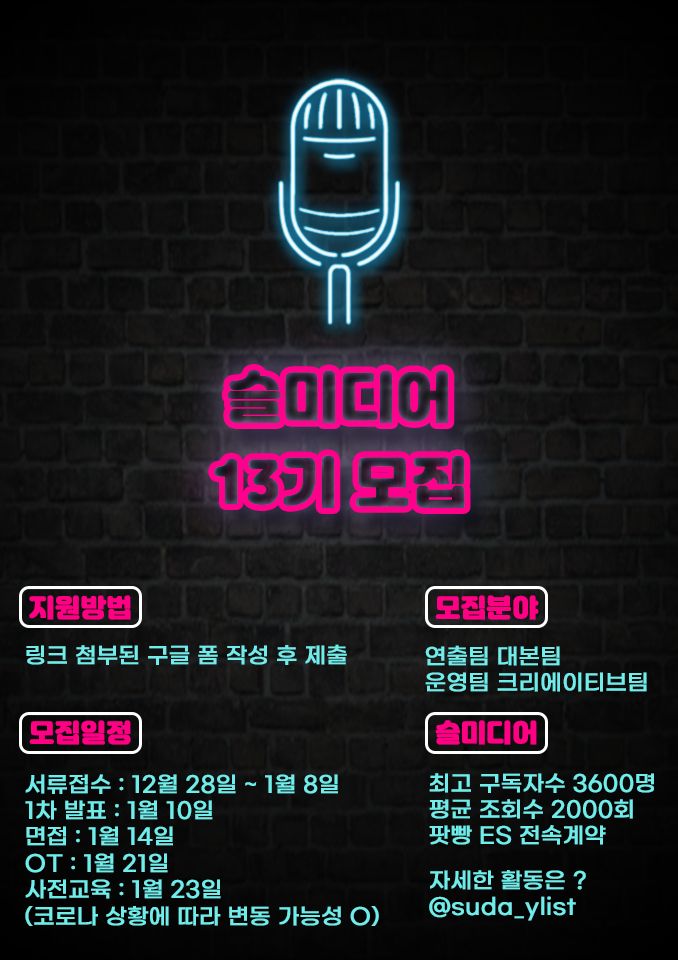 슬미디어
13기 모집
지원방법
링크 첨부된 구글 폼 작성 후 제출
모집분야
연출팀 대본팀
운영팀 크리에이티브팀
모집일정
서류접수 : 12월 28일 ~ 1월 8일
1차 발표 : 1월 10일
면접 : 1월 14일
OT : 1월 21일
사전교육 : 1월 23일
(코로나 상황에 따라 변동 가능성 O)
슬미디어
최고 구독자수 3600명
평균 조회수 2000회
팟빵 ES 전속계약
자세한 활동은 ?
@suda_ylist